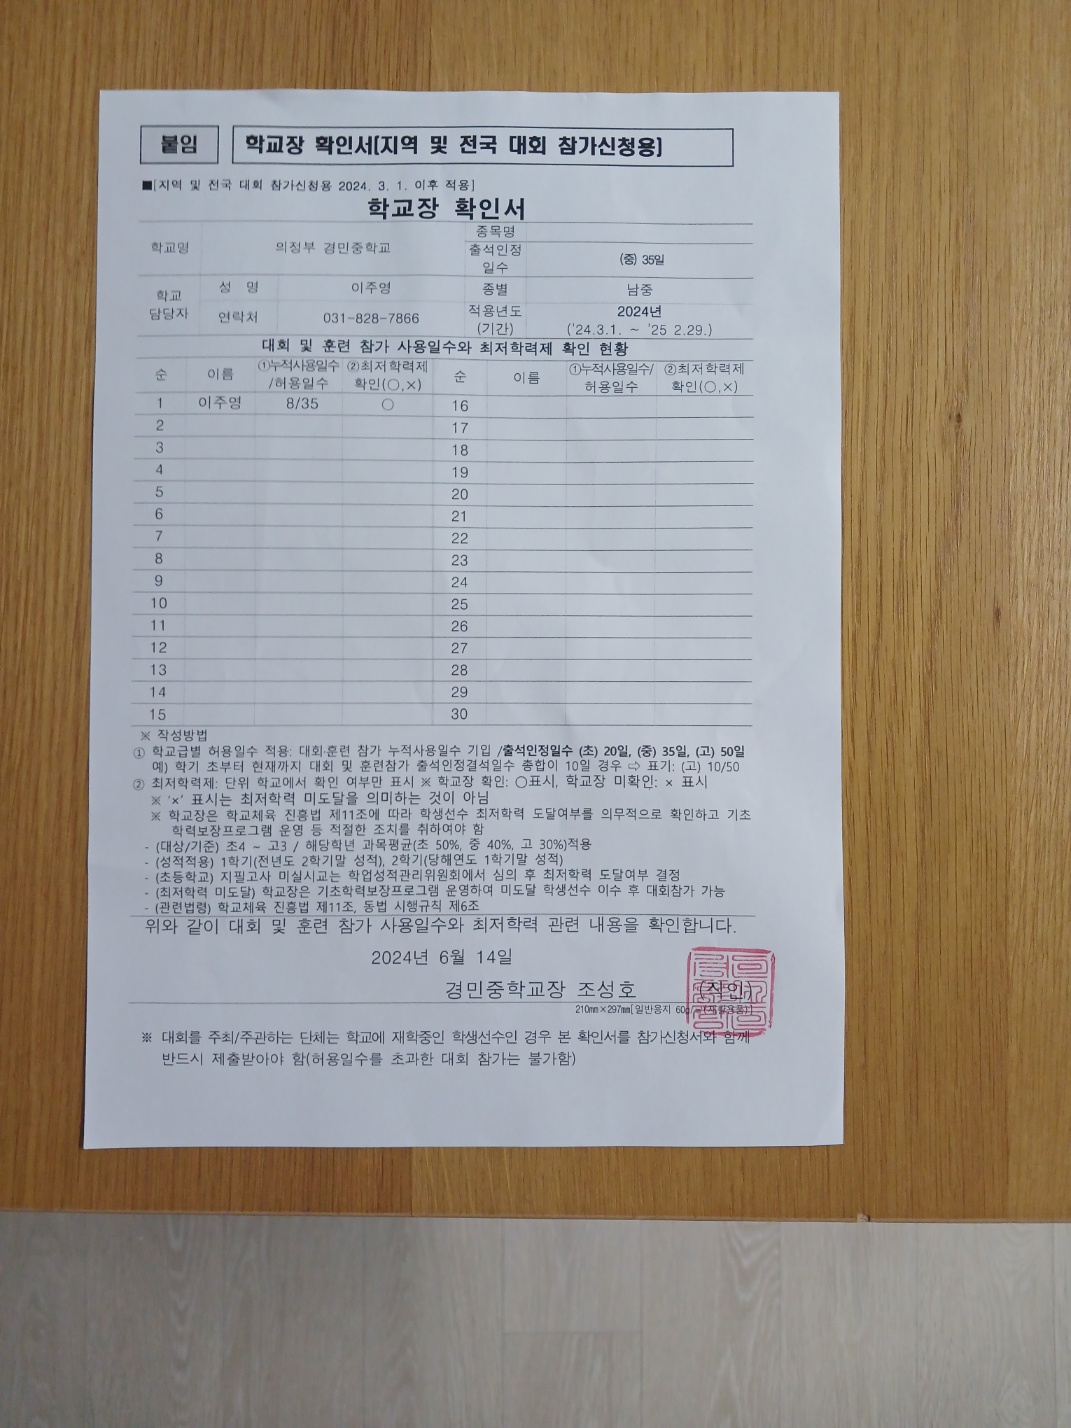 붙임 학교장 확인서(지역 및 전국 대회 참가신청용)
■[지역 및 전국 대회 참가신청용 2024. 3. 1. 이후 적용]
학교장 확인서
학교명 의정부 경민중학교 종목명
출석인정일수 (중) 35일
학교 담당자 성 명 이주영 종별 남중
연락처 031-828-7866 적용년도 (기간) 2024년 ('24.3.1. ~ '25 2.29.)
대회 및 훈련 참가 사용일수와 최저학력제 확인 현황
순 이름 ①누적사용일수/허용일수 ②최저학력제 확인(○,×) 순 이름 ①누적사용일수/허용일수 ②최저학력제 확인(○,×)
1 이주영 8/35 ○ 16
2 17
3 18
4 19
5 20
6 21
7 22
8 23
9 24
10 25
11 26
12 27
13 28
14 29
15 30
※ 작성방법
① 학교급별 허용일수 적용: 대회·훈련 참가 누적사용일수 기입 /출석인정일수 (초) 20일, (중) 35일, (고) 50일
예) 학기 초부터 현재까지 대회 및 훈련참가 출석인정결석일수 총합이 10일 경우 ⇨ 표기: (고) 10/50
② 최저학력제: 단위 학교에서 확인 여부만 표시 ※ 학교장 확인: ○표시, 학교장 미확인: × 표시
※ '×' 표시는 최저학력 미도달을 의미하는 것이 아님
※ 학교장은 학교체육 진흥법 제11조에 따라 학생선수 최저학력 도달여부를 의무적으로 확인하고 기초
학력보장프로그램 운영 등 적절한 조치를 취하여야 함
- (대상/기준) 초4 ~ 고3 / 해당학년 과목평균(초 50%, 중 40%, 고 30%)적용
- (성적적용) 1학기(전년도 2학기말 성적), 2학기(당해연도 1학기말 성적)
- (초등학교) 지필고사 미실시교는 학업성적관리위원회에서 심의 후 최저학력 도달여부 결정
- (최저학력 미도달) 학교장은 기초학력보장프로그램 운영하여 미도달 학생선수 이수 후 대회참가 가능
- (관련법령) 학교체육 진흥법 제11조, 동법 시행규칙 제6조
위와 같이 대회 및 훈련 참가 사용일수와 최저학력 관련 내용을 확인합니다.
2024년 6월 14일
경민중학교장 조성호 (직인)
210mm×297mm[일반용지 60g/㎡(재활용품)]
※ 대회를 주최/주관하는 단체는 학교에 재학중인 학생선수인 경우 본 확인서를 참가신청서와 함께
반드시 제출받아야 함(허용일수를 초과한 대회 참가는 불가함)